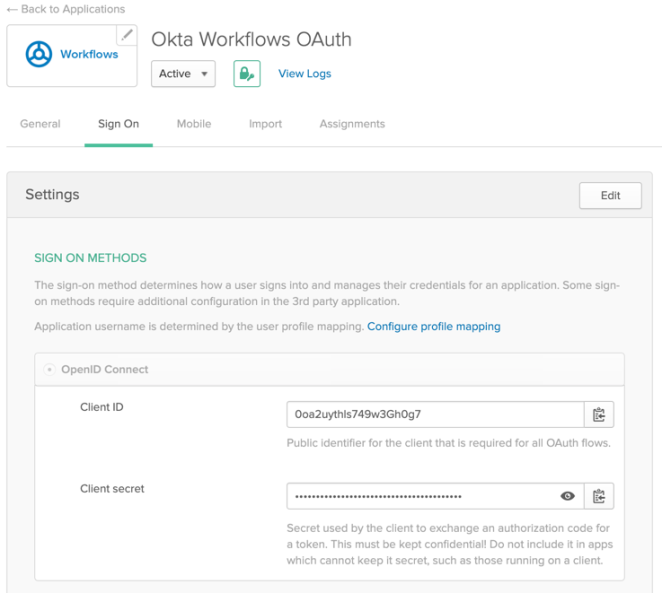 ← Back to Applications
Workflows
Okta Workflows OAuth
Active
View Logs
General Sign On Mobile Import Assignments
Settings
Edit
SIGN ON METHODS
The sign-on method determines how a user signs into and manages their credentials for an application. Some sign-
on methods require additional configuration in the 3rd party application.
Application username is determined by the user profile mapping. Configure profile mapping
OpenID Connect
Client ID
0oa2uythls749w3Gh0g7
Public identifier for the client that is required for all OAuth flows.
Client secret
••••••••••••••••••••••••••••••••••••••••
Secret used by the client to exchange an authorization code for
a token. This must be kept confidential! Do not include it in apps
which cannot keep it secret, such as those running on a client.